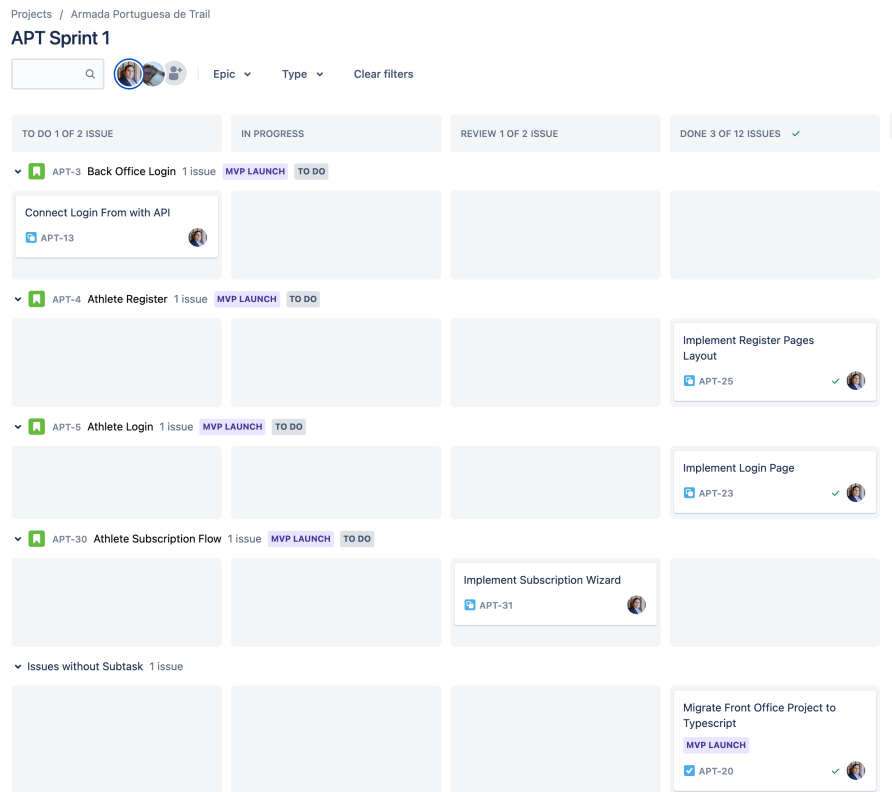 Projects / Armada Portuguesa de Trail
APT Sprint 1
Epic Type Clear filters
TO DO 1 OF 2 ISSUE IN PROGRESS REVIEW 1 OF 2 ISSUE DONE 3 OF 12 ISSUES
APT-3 Back Office Login 1 issue MVP LAUNCH TO DO
Connect Login From with API
APT-13
APT-4 Athlete Register 1 issue MVP LAUNCH TO DO
Implement Register Pages
Layout
APT-25
APT-5 Athlete Login 1 issue MVP LAUNCH TO DO
Implement Login Page
APT-23
APT-30 Athlete Subscription Flow 1 issue MVP LAUNCH TO DO
Implement Subscription Wizard
APT-31
Issues without Subtask 1 issue
Migrate Front Office Project to
Typescript
MVP LAUNCH
APT-20